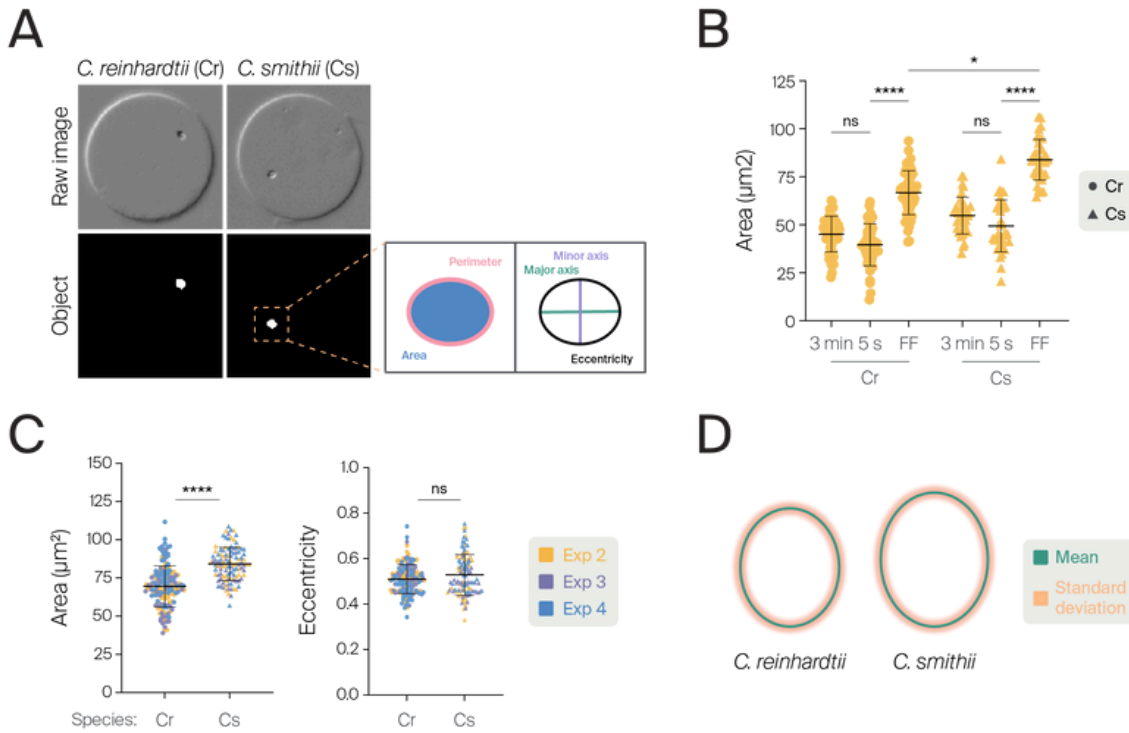 A
C. reinhardtii (Cr)
C. smithii (Cs)
Raw image
Object
Perimeter
Area
Minor axis
Major axis
Eccentricity
B
Area (μm2)
125
100
75
50
25
0
ns
****
*
ns
****
3 min 5 s FF
3 min 5 s FF
Cr
Cs
Cr
Cs
C
Area (μm²)
150
125
100
75
50
25
0
****
Species: Cr Cs
Eccentricity
1.0
0.8
0.6
0.4
0.2
0.0
ns
Cr Cs
Exp 2
Exp 3
Exp 4
D
C. reinhardtii
C. smithii
Mean
Standard
deviation